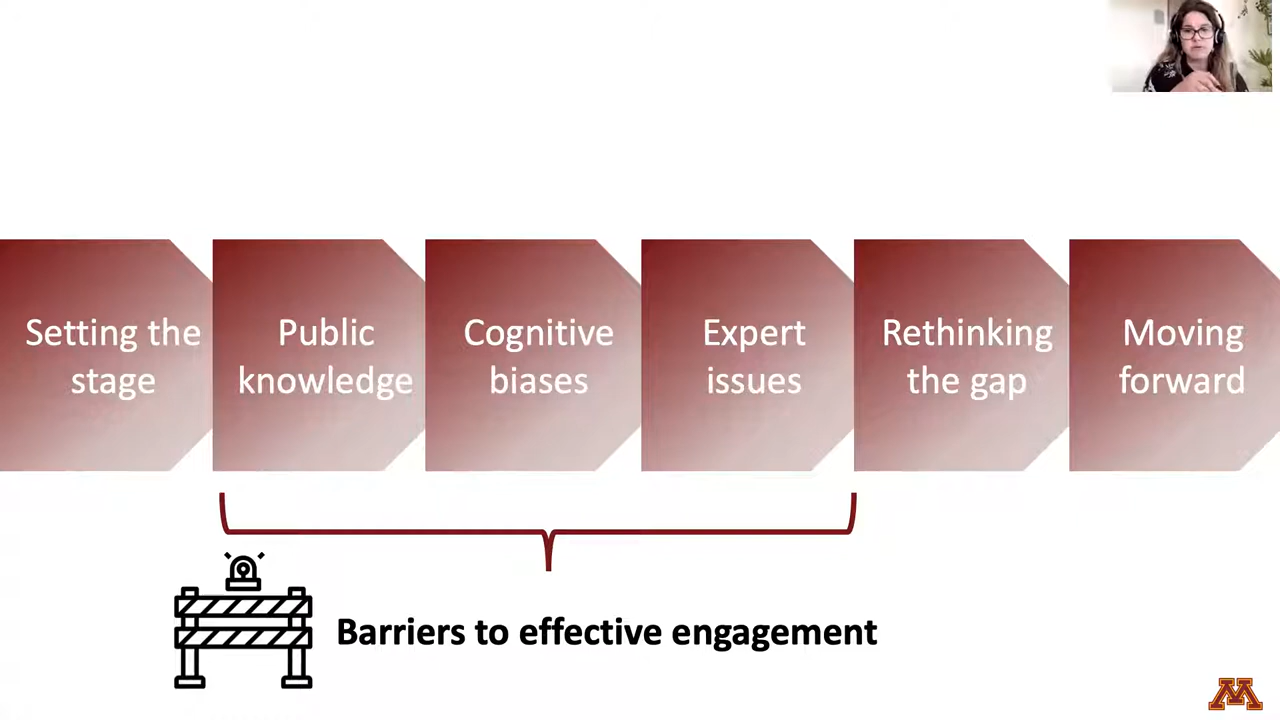 Setting the
stage
Public
knowledge
Cognitive
biases
Expert
issues
Rethinking
the gap
Moving
forward
Barriers to effective engagement
M